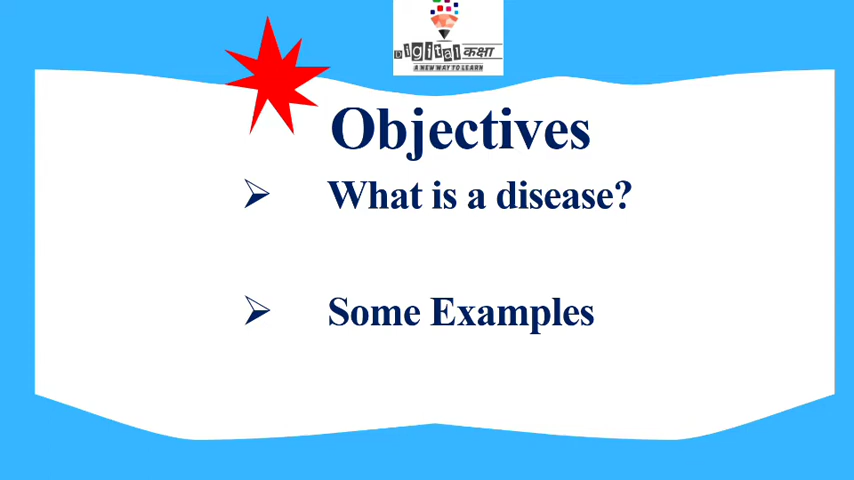 Digital कक्षा
A NEW WAY TO LEARN
Objectives
What is a disease?
Some Examples